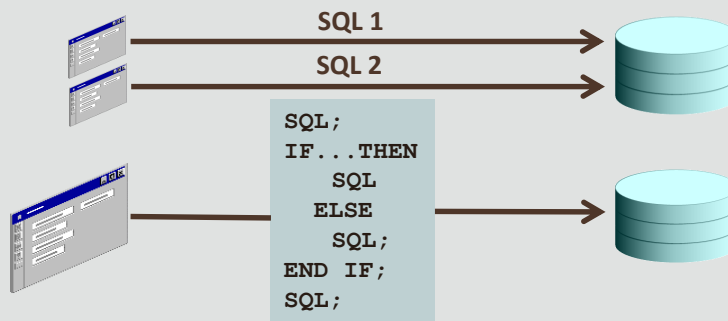 SQL 1
SQL 2
SQL;
IF...THEN
SQL
ELSE
SQL;
END IF;
SQL;